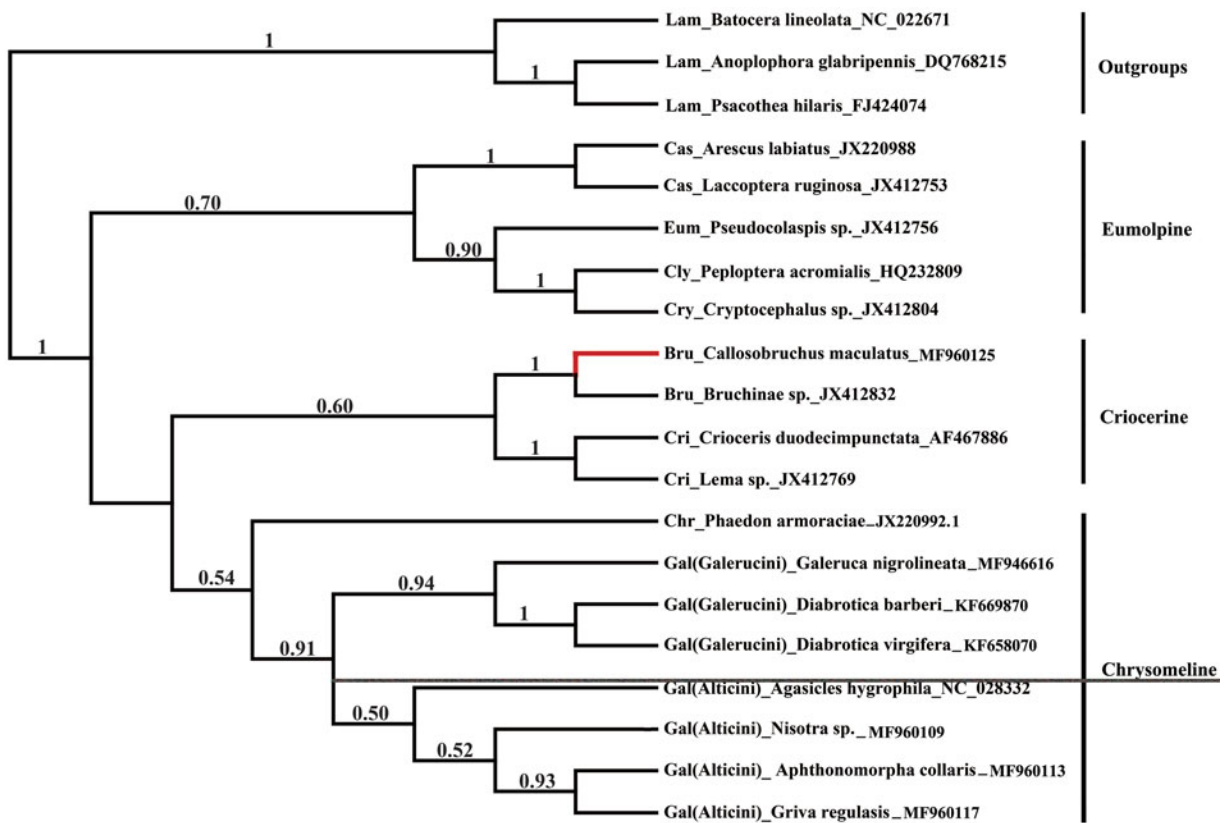 Lam_Batocera lineolata_NC_022671
1
Lam_Anoplophora glabripennis_DQ768215
Outgroups
1
Lam_Psacothea hilaris_FJ424074
Cas_Arescus labiatus_JX220988
1
Cas_Laccoptera ruginosa_JX412753
0.70
Eum_Pseudocolaspis sp._JX412756
Eumolpine
0.90
Cly_Peploptera acromialis_HQ232809
1
Cry_Cryptocephalus sp._JX412804
1
Bru_Callosobruchus maculatus_MF960125
1
Bru_Bruchinae sp._JX412832
0.60
Criocerine
Cri_Crioceris duodecimpunctata_AF467886
1
Cri_Lema sp._JX412769
Chr_Phaedon armoraciae_JX220992.1
0.54
Gal(Galerucini)_Galeruca nigrolineata_MF946616
0.94
Gal(Galerucini)_Diabrotica barberi_KF669870
1
Gal(Galerucini)_Diabrotica virgifera_KF658070
0.91
Chrysomeline
Gal(Alticini)_Agasicles hygrophila_NC_028332
0.50
Gal(Alticini)_Nisotra sp._MF960109
0.52
Gal(Alticini)_ Aphthonomorpha collaris_MF960113
0.93
Gal(Alticini)_Griva regulasis_MF960117